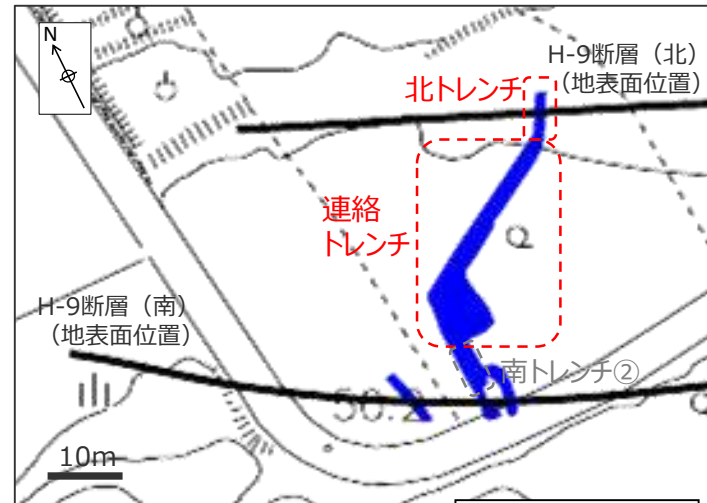 N
H-9断層（北）
（地表面位置）
北トレンチ
連絡
トレンチ
H-9断層（南）
（地表面位置）
南トレンチ②
10m